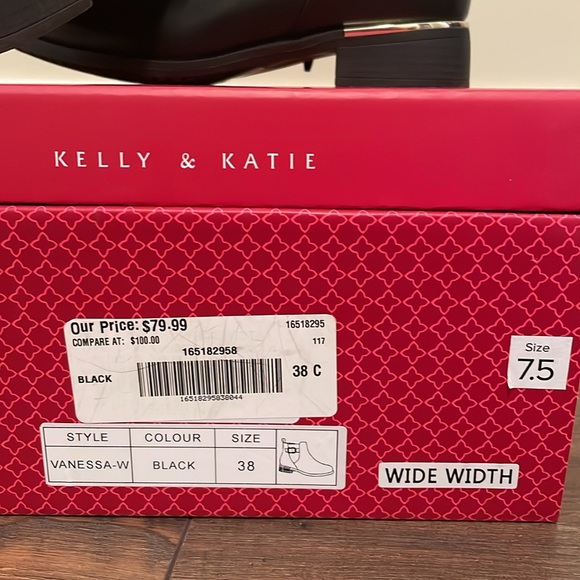 KELLY & KATIE
Our Price: $79.99 16518295
COMPARE AT: $100.00 117
165182958
BLACK 38 C
16518295038044
Size
7.5
STYLE COLOUR SIZE
VANESSA-W BLACK 38
WIDE WIDTH